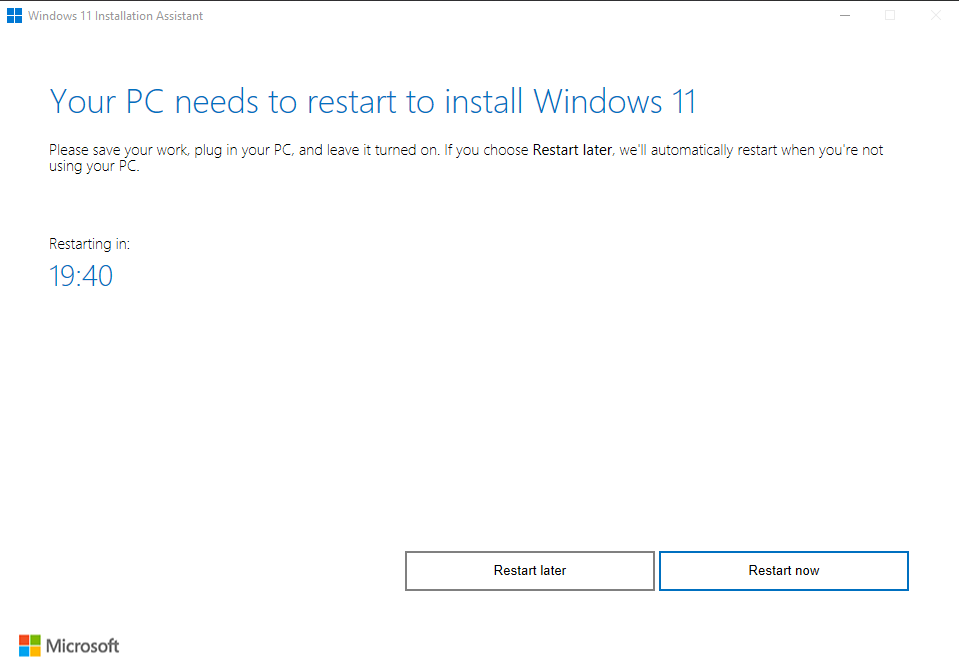 Windows 11 Installation Assistant
Your PC needs to restart to install Windows 11
Please save your work, plug in your PC, and leave it turned on. If you choose Restart later, we'll automatically restart when you're not
using your PC.
Restarting in:
19:40
Restart later
Restart now
Microsoft